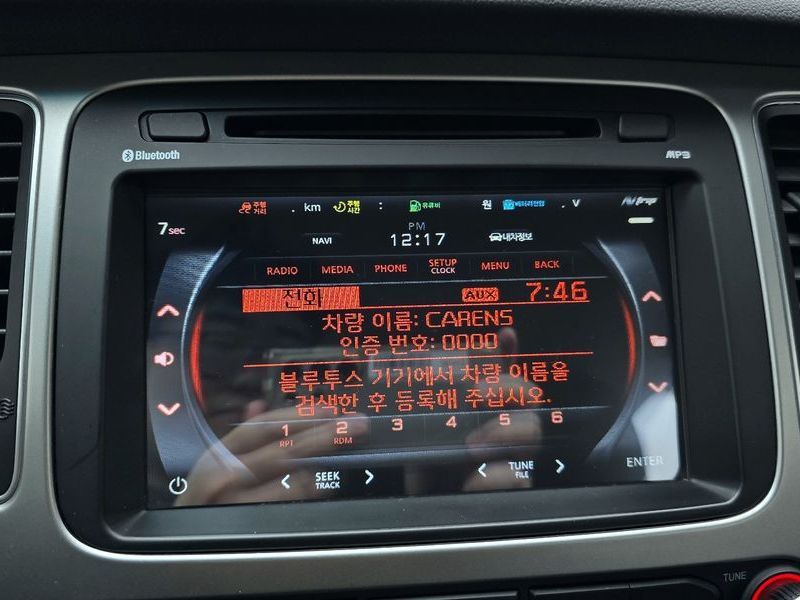 Bluetooth
MP3
주행거리 . km 주행시간 : 유류비 원 배터리전압 . V
7 sec
PM
NAVI 12:17 내차정보
RADIO MEDIA PHONE SETUP CLOCK MENU BACK
전화 AUX 7:46
차량 이름: CARENS
인증 번호: 0000
블루투스 기기에서 차량 이름을
검색한 후 등록해 주십시오.
1 2 3 4 5 6
RPT RDM
SEEK TRACK
TUNE FILE
ENTER
TUNE